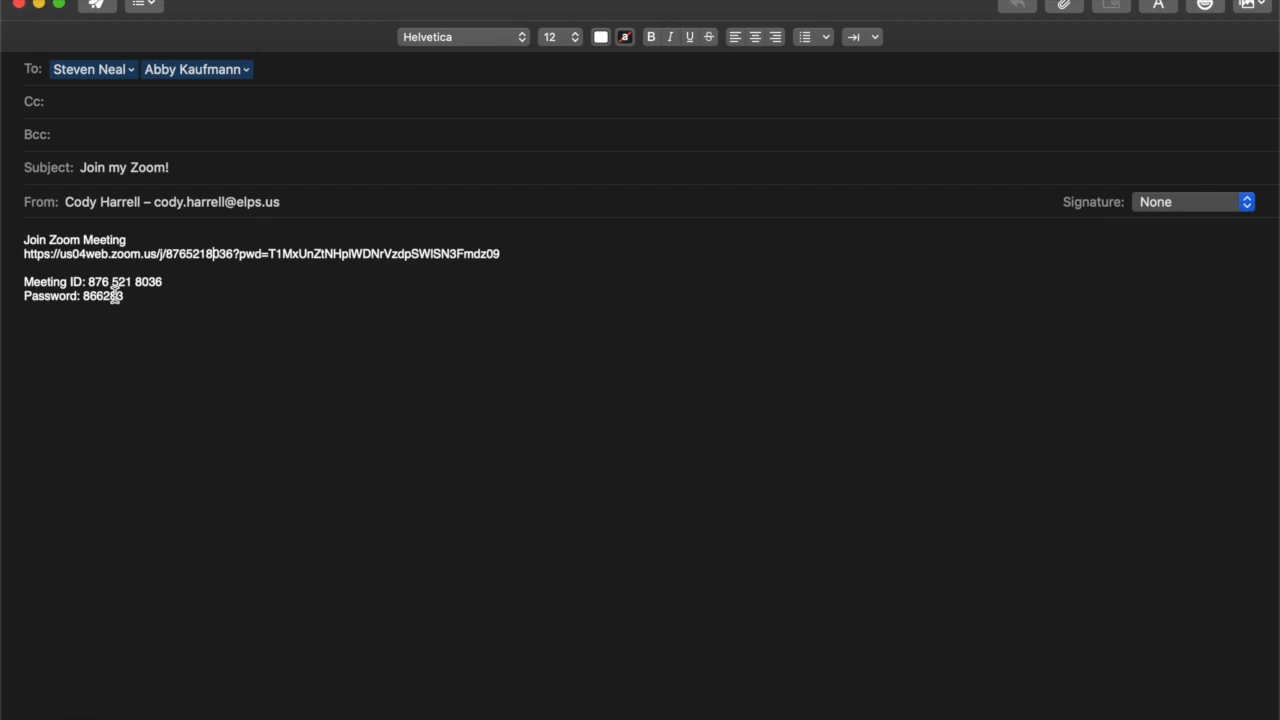 Helvetica 12 B I U S
To: Steven Neal Abby Kaufmann
Cc:
Bcc:
Subject: Join my Zoom!
From: Cody Harrell – cody.harrell@elps.us Signature: None
Join Zoom Meeting
https://us04web.zoom.us/j/8765218036?pwd=T1MxUnZtNHplWDNrVzdpSWlSN3Fmdz09
Meeting ID: 876 521 8036
Password: 866283